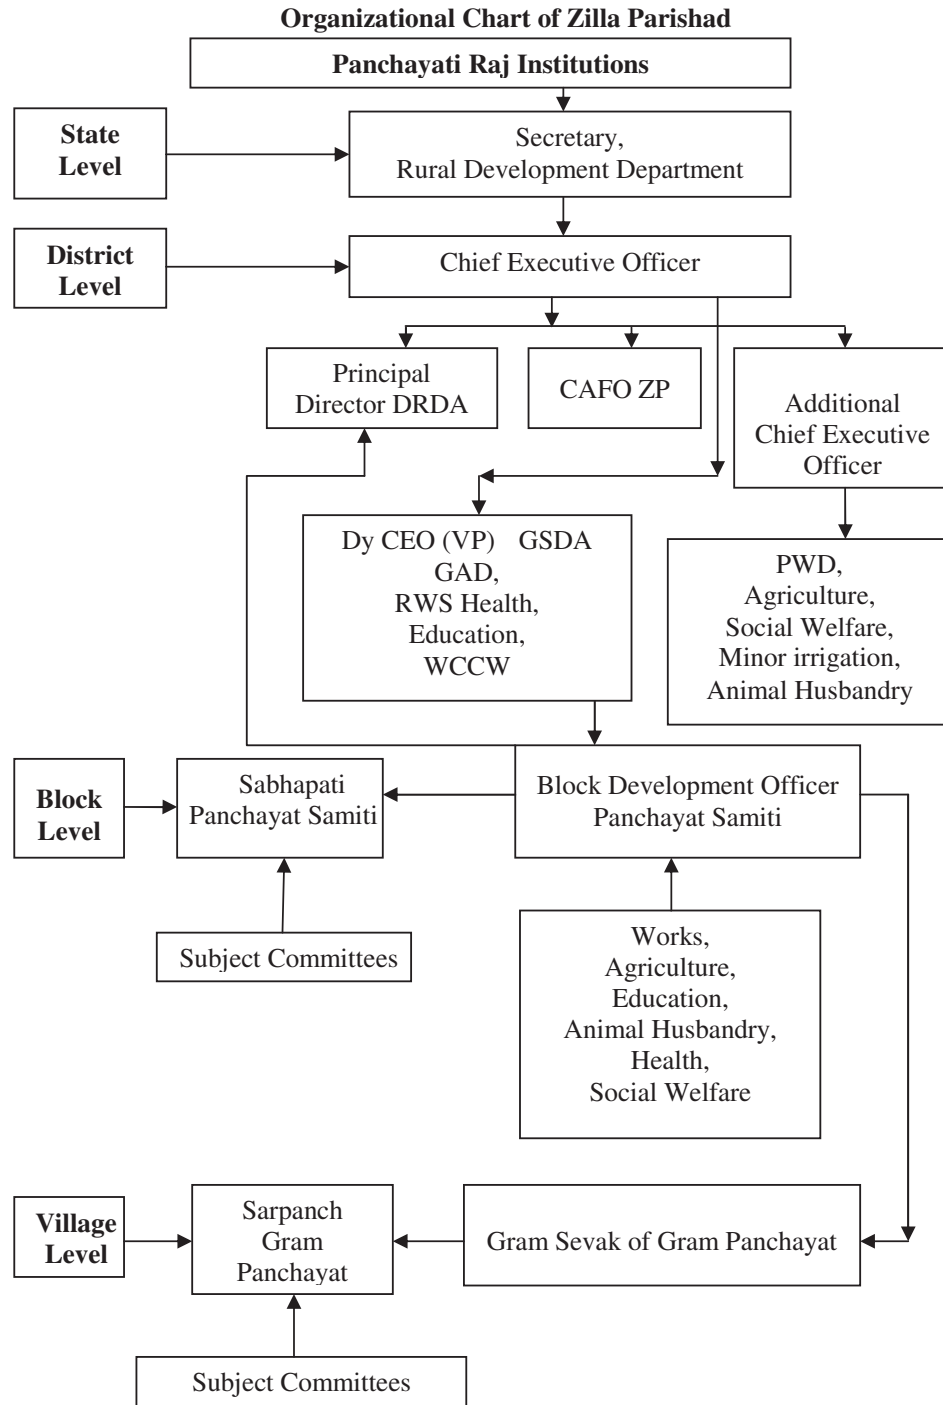 Organizational Chart of Zilla Parishad
Panchayati Raj Institutions
State
Level
Secretary,
Rural Development Department
District
Level
Chief Executive Officer
Principal
Director DRDA
CAFO ZP
Additional
Chief Executive
Officer
Dy CEO (VP) GSDA
GAD,
RWS Health,
Education,
WCCW
PWD,
Agriculture,
Social Welfare,
Minor irrigation,
Animal Husbandry
Block
Level
Sabhapati
Panchayat Samiti
Block Development Officer
Panchayat Samiti
Subject Committees
Works,
Agriculture,
Education,
Animal Husbandry,
Health,
Social Welfare
Village
Level
Sarpanch
Gram
Panchayat
Gram Sevak of Gram Panchayat
Subject Committees